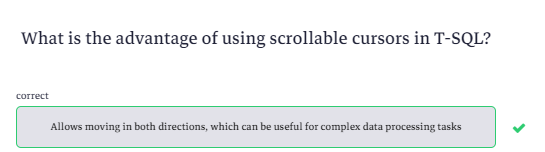 What is the advantage of using scrollable cursors in T-SQL?
correct
Allows moving in both directions, which can be useful for complex data processing tasks